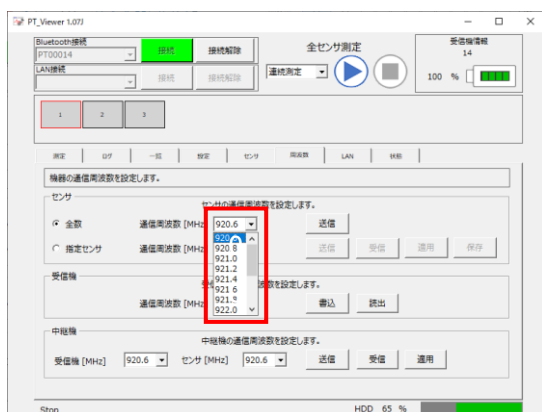 PT_Viewer 1.07J
Bluetooth接続
PT00014
接続
接続解除
LAN接続
接続
接続解除
全センサ測定
連続測定
受信機情報
14
100 %
1 2 3
測定 ログ 一覧 設定 センサ 周波数 LAN 状態
機器の通信周波数を設定します。
センサ
センサの通信周波数を設定します。
全数 通信周波数 [MHz] 920.6 送信
920.8
指定センサ 通信周波数 [MH 送信 受信 適用 保存
921.0
921.2
921.4
921.6
受信機
周波数を設定します。
通信周波数 [MH 書込 読出
922.0
中継機
中継機の通信周波数を設定します。
受信機 [MHz] 920.6 センサ [MHz] 920.6 送信 受信 適用
Stop HDD 65 %